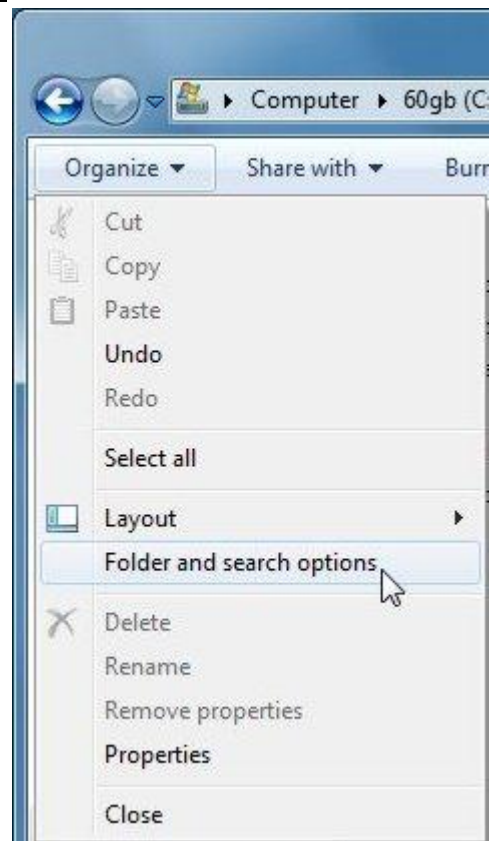 Computer 60gb (C:
Organize Share with Burn
Cut
Copy
Paste
Undo
Redo
Select all
Layout
Folder and search options
Delete
Rename
Remove properties
Properties
Close